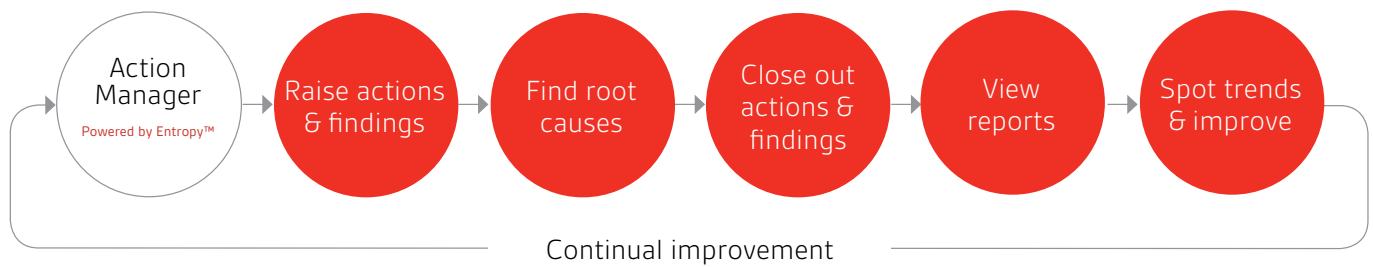 Action
Manager
Powered by Entropy™
Raise actions
& findings
Find root
causes
Close out
actions &
findings
View
reports
Spot trends
& improve
Continual improvement